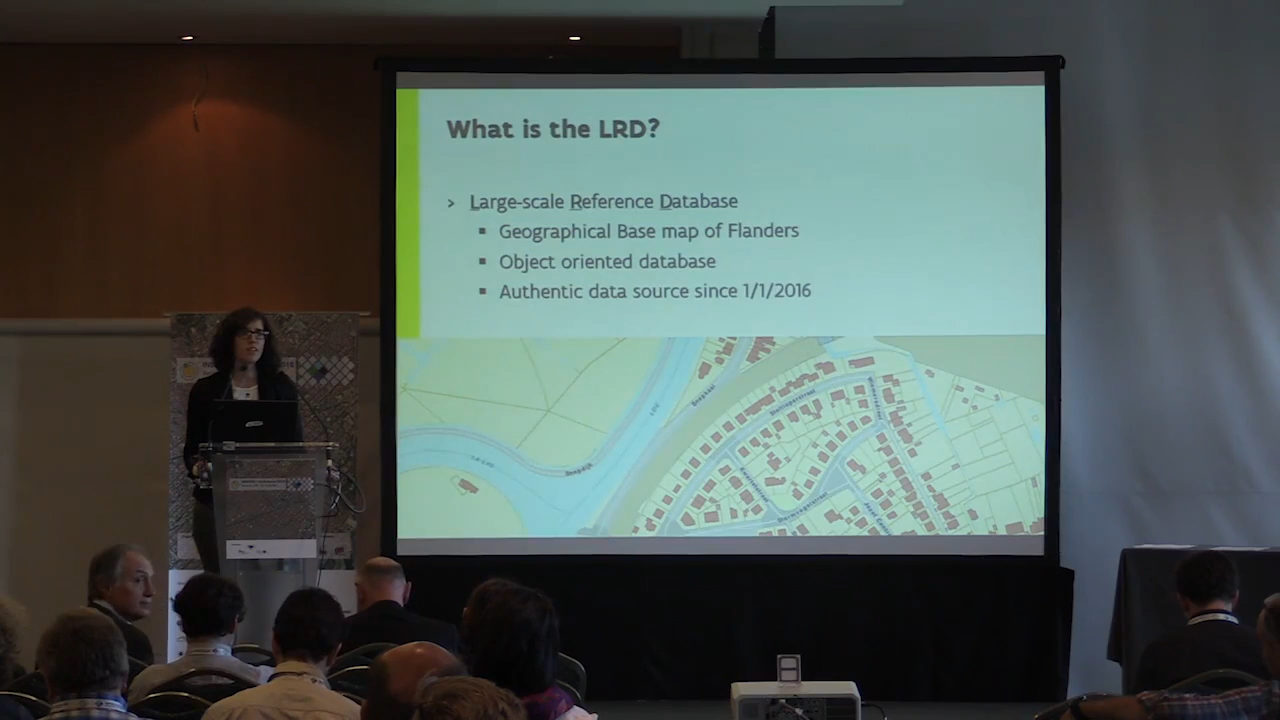 What is the LRD?
> Large-scale Reference Database
▪ Geographical Base map of Flanders
▪ Object oriented database
▪ Authentic data source since 1/1/2016